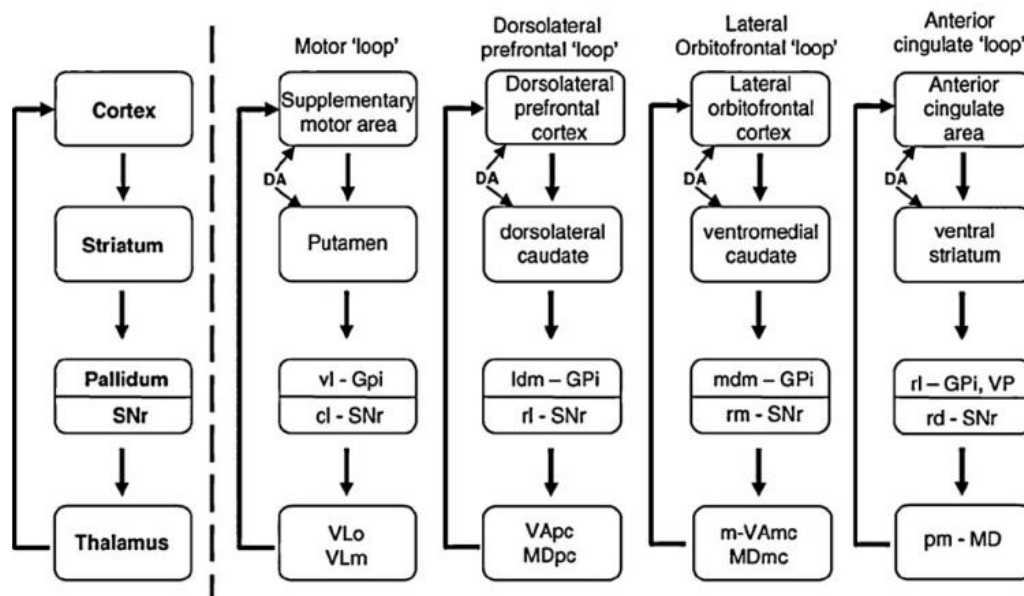 Motor 'loop'
Dorsolateral
prefrontal 'loop'
Lateral
Orbitofrontal 'loop'
Anterior
cingulate 'loop'
Cortex
Supplementary
motor area
Dorsolateral
prefrontal
cortex
Lateral
orbitofrontal
cortex
Anterior
cingulate
area
DA
DA
DA
DA
Striatum
Putamen
dorsolateral
caudate
ventromedial
caudate
ventral
striatum
Pallidum
SNr
vl - Gpi
cl - SNr
ldm – GPi
rl - SNr
mdm – GPi
rm - SNr
rl – GPi, VP
rd - SNr
Thalamus
VLo
VLm
VApc
MDpc
m-VAmc
MDmc
pm - MD